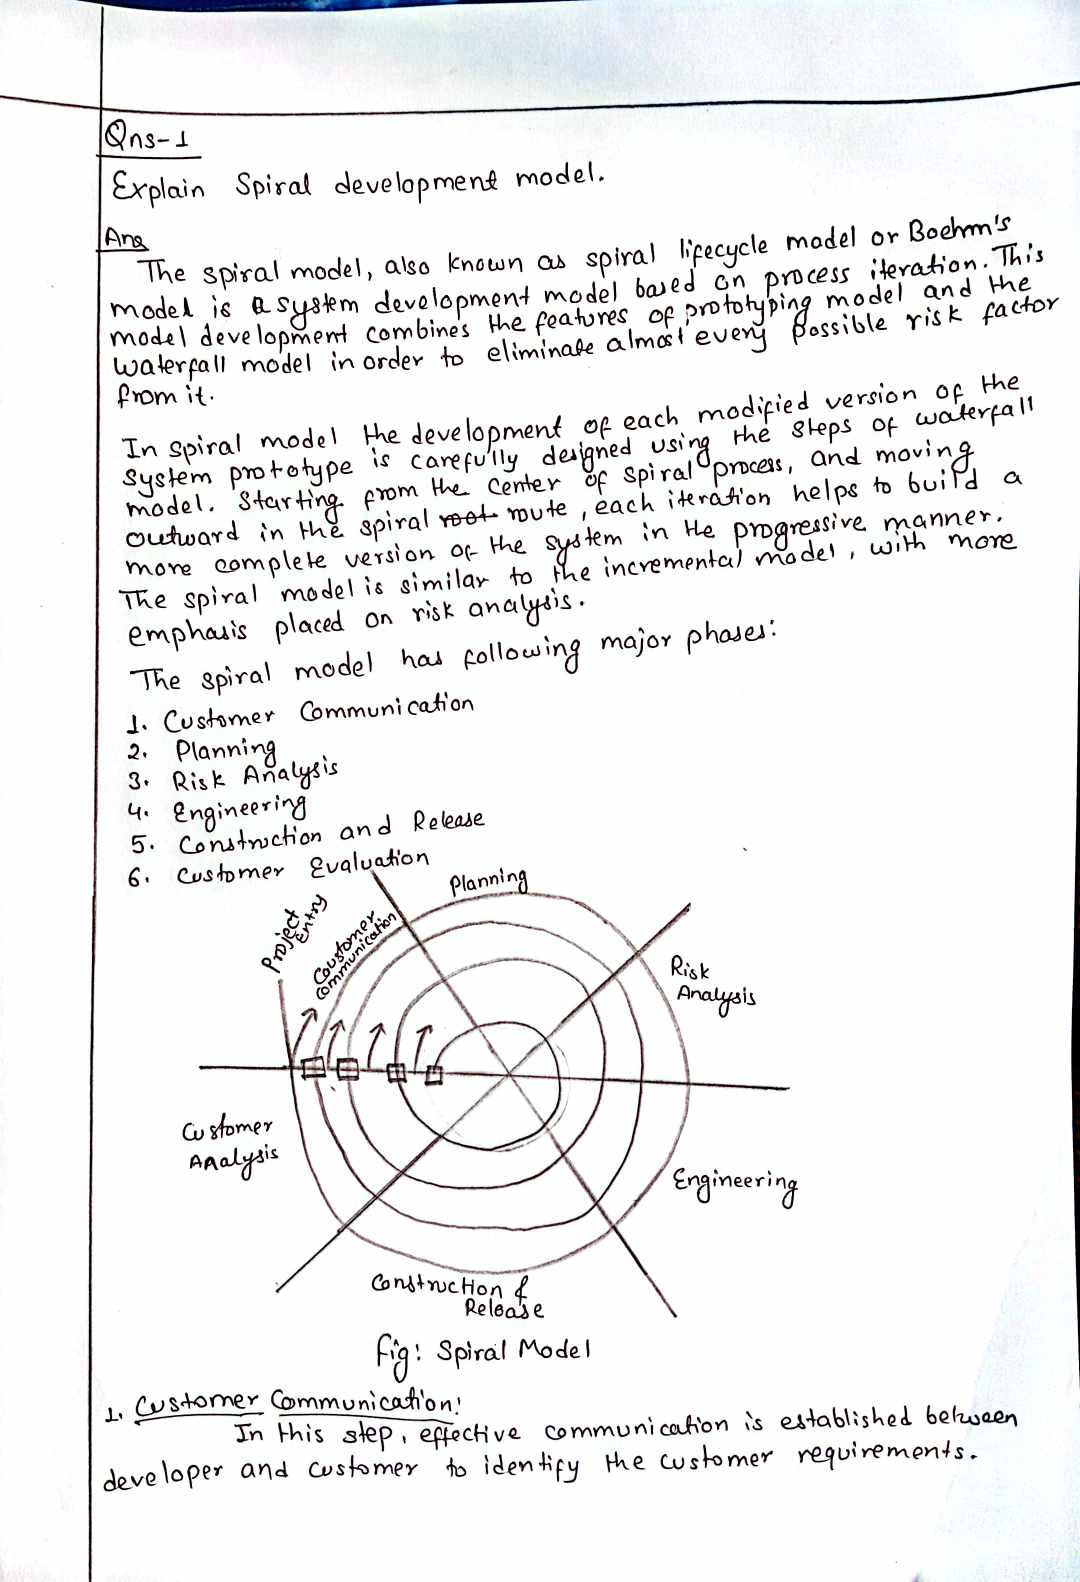 Qns-1
Explain Spiral development model.
Ans
The spiral model, also known as spiral lifecycle model or Boehm's
model is a system development model based on process iteration. This
model development combines the features of prototyping model and the
waterfall model in order to eliminate almost every possible risk factor
from it.
In spiral model the development of each modified version of the
system prototype is carefully designed using the steps of waterfall
model. Starting from the center of spiral process, and moving
outward in the spiral root route, each iteration helps to build a
more complete version of the system in the progressive manner.
The spiral model is similar to the incremental model, with more
emphasis placed on risk analysis.
The spiral model has following major phases:
1. Customer Communication
2. Planning
3. Risk Analysis
4. Engineering
5. Construction and Release
6. Customer Evaluation
Planning
Project
Entry
Coustomer
communication
Risk
Analysis
Customer
Analysis
Engineering
Construction &
Release
fig: Spiral Model
1. Customer Communication:
In this step, effective communication is established between
developer and customer to identify the customer requirements.